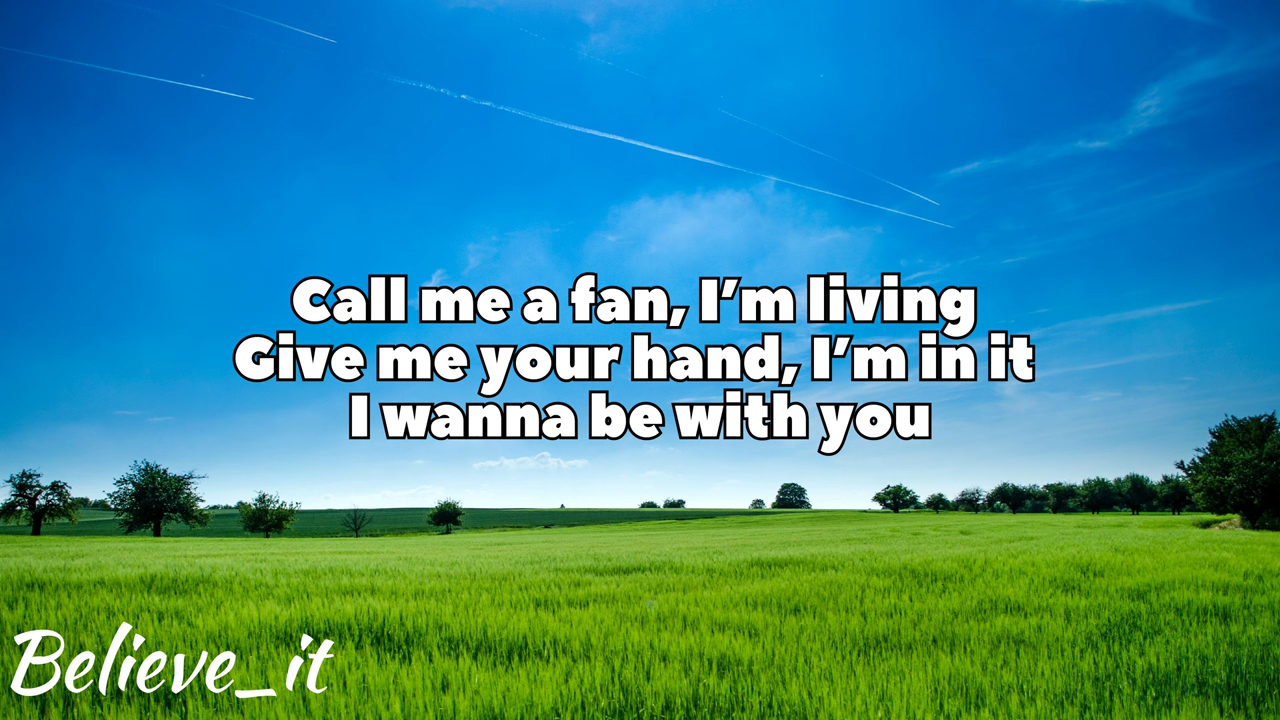 Call me a fan, I'm living
Give me your hand, I'm in it
I wanna be with you
Believe_it